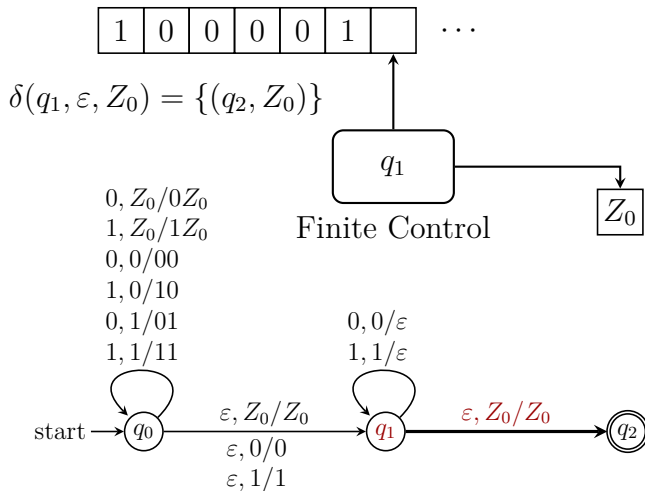 1 0 0 0 0 1 ⋯
δ(q₁, ε, Z₀) = {(q₂, Z₀)}
q₁
Z₀
Finite Control
0, Z₀/0Z₀
1, Z₀/1Z₀
0, 0/00
1, 0/10
0, 1/01
1, 1/11
0, 0/ε
1, 1/ε
start
q₀
ε, Z₀/Z₀
ε, 0/0
ε, 1/1
q₁
ε, Z₀/Z₀
q₂